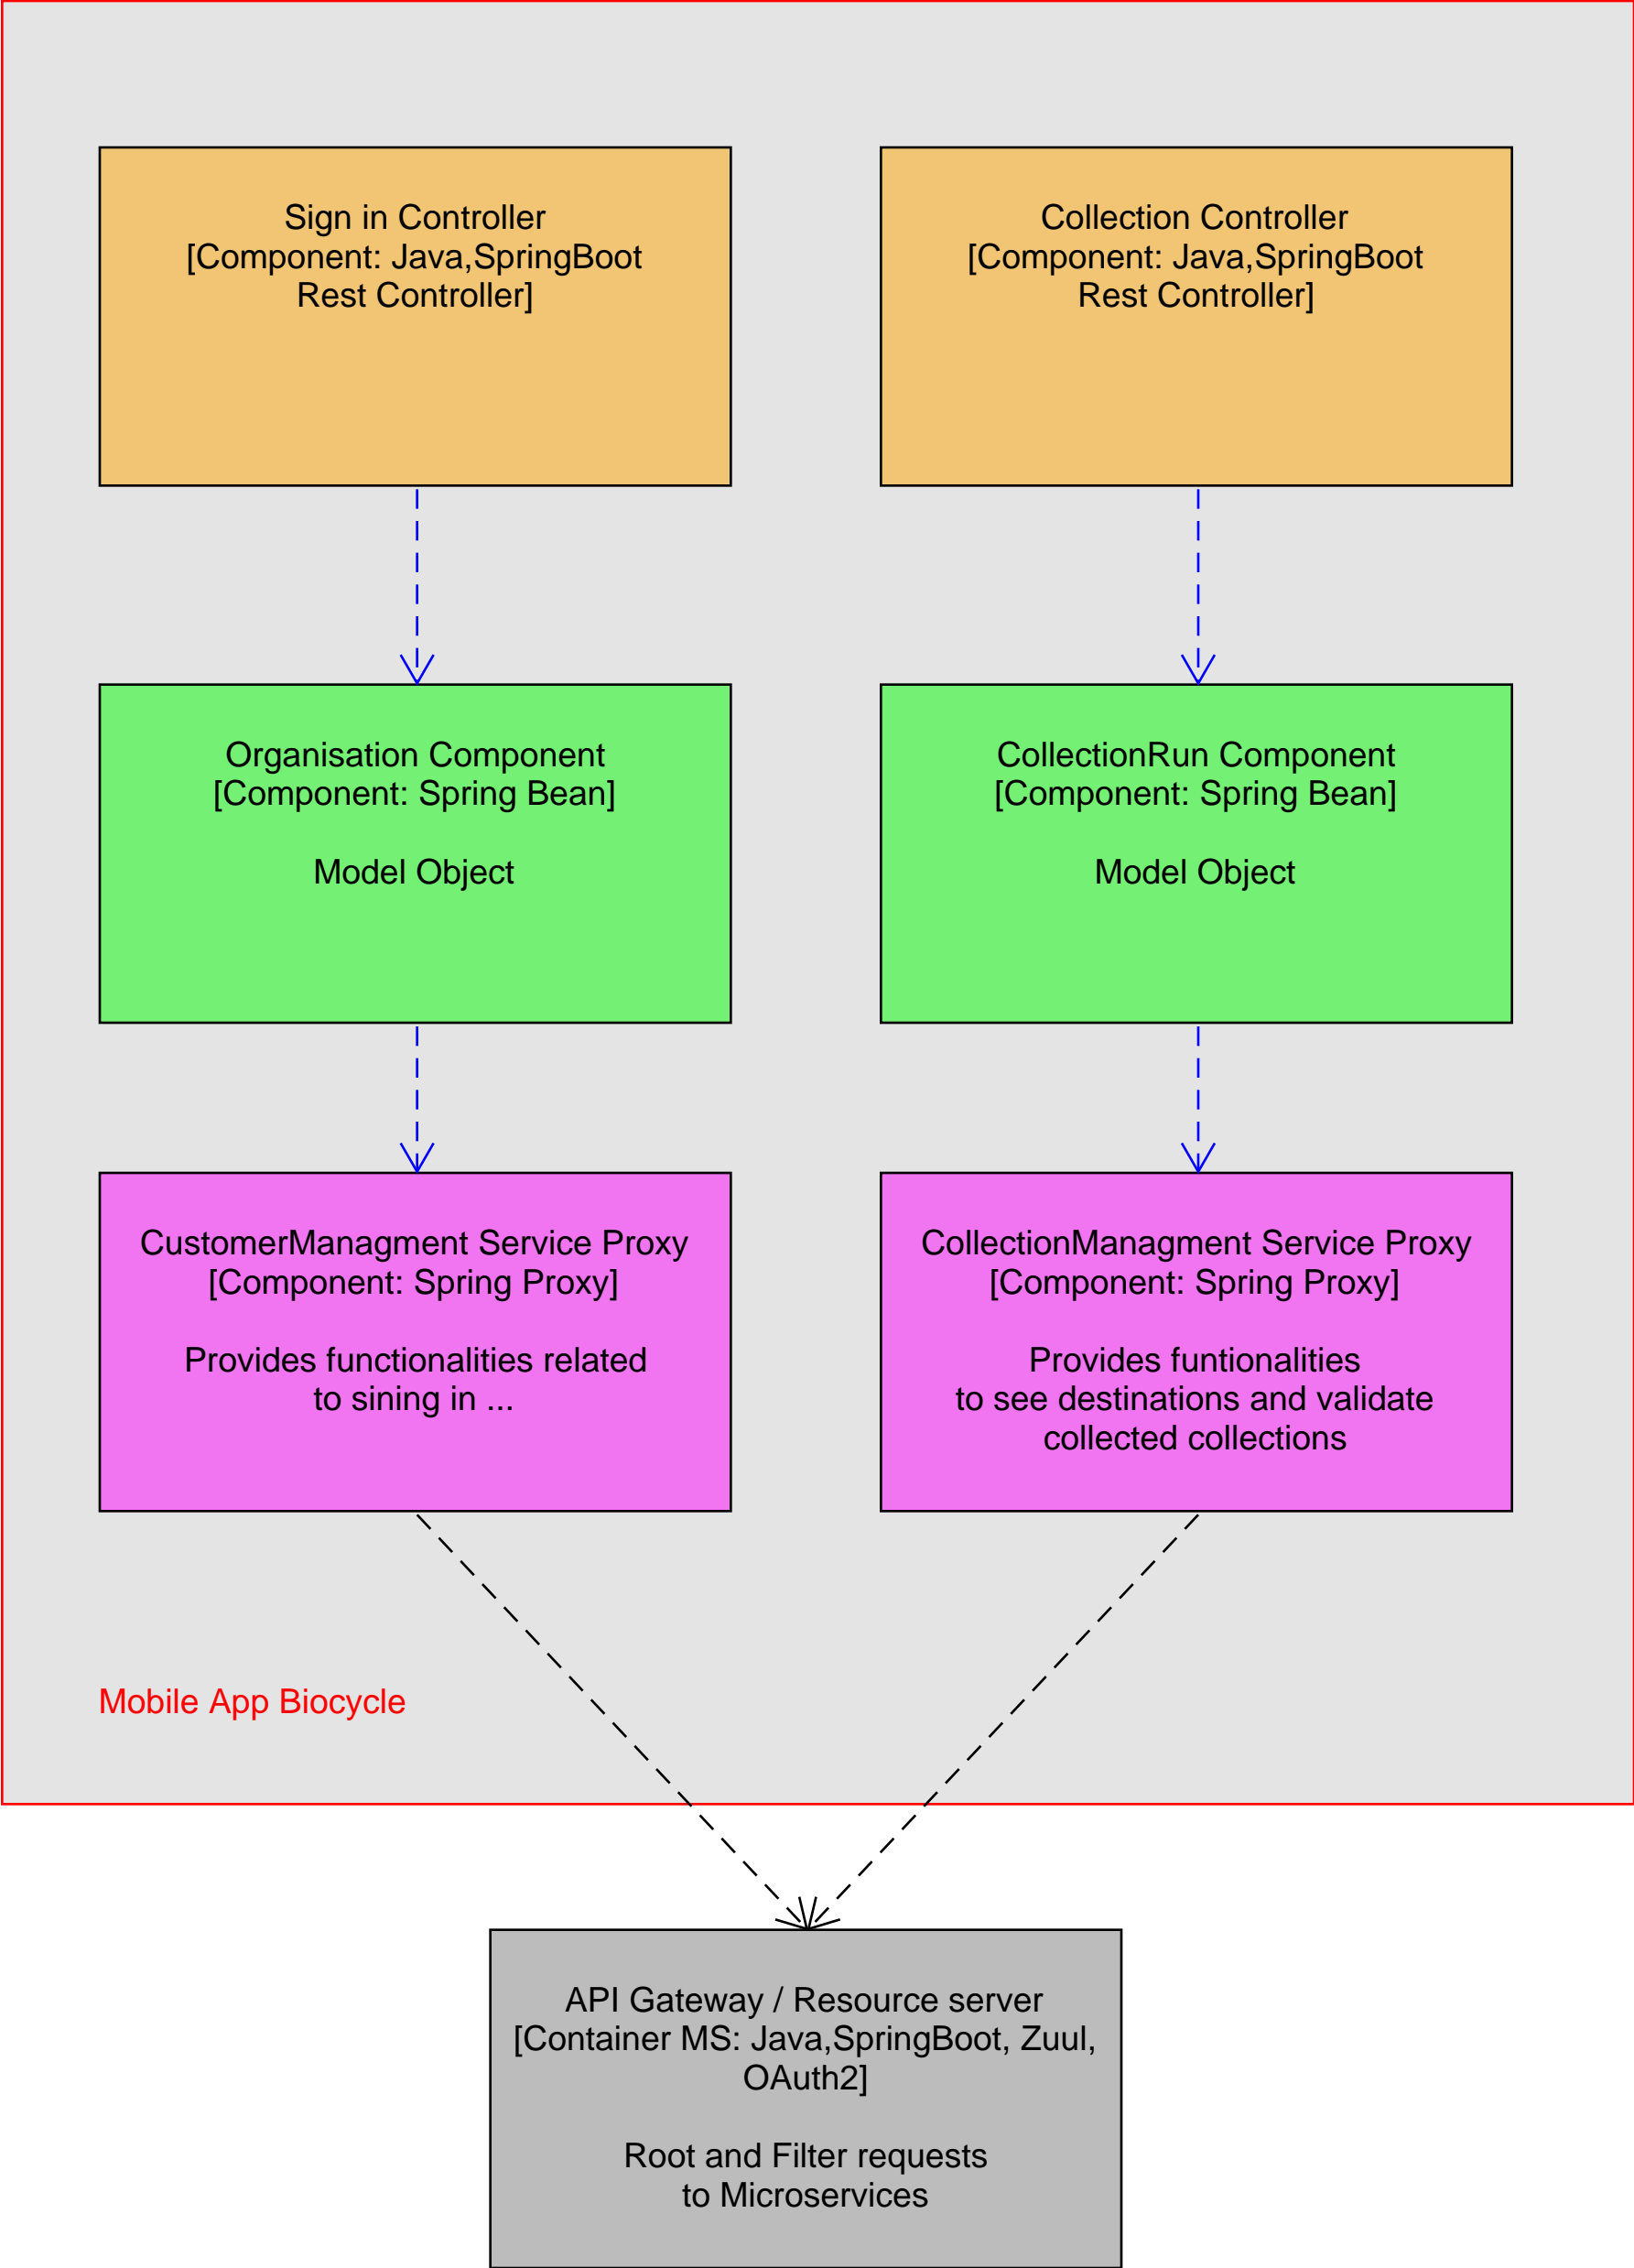 Sign in Controller
[Component: Java,SpringBoot
Rest Controller]
Collection Controller
[Component: Java,SpringBoot
Rest Controller]
Organisation Component
[Component: Spring Bean]
Model Object
CollectionRun Component
[Component: Spring Bean]
Model Object
CustomerManagment Service Proxy
[Component: Spring Proxy]
Provides functionalities related
to sining in ...
CollectionManagment Service Proxy
[Component: Spring Proxy]
Provides funtionalities
to see destinations and validate
collected collections
Mobile App Biocycle
API Gateway / Resource server
[Container MS: Java,SpringBoot, Zuul,
OAuth2]
Root and Filter requests
to Microservices